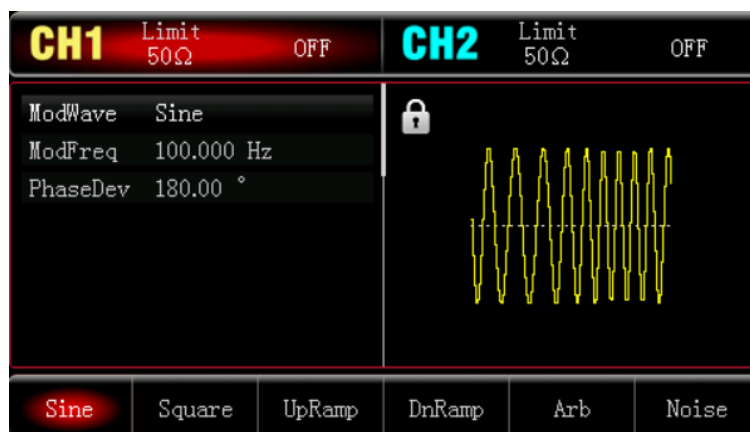 CH1 Limit 50Ω OFF CH2 Limit 50Ω OFF
ModWave Sine
ModFreq 100.000 Hz
PhaseDev 180.00 °
Sine Square UpRamp DnRamp Arb Noise